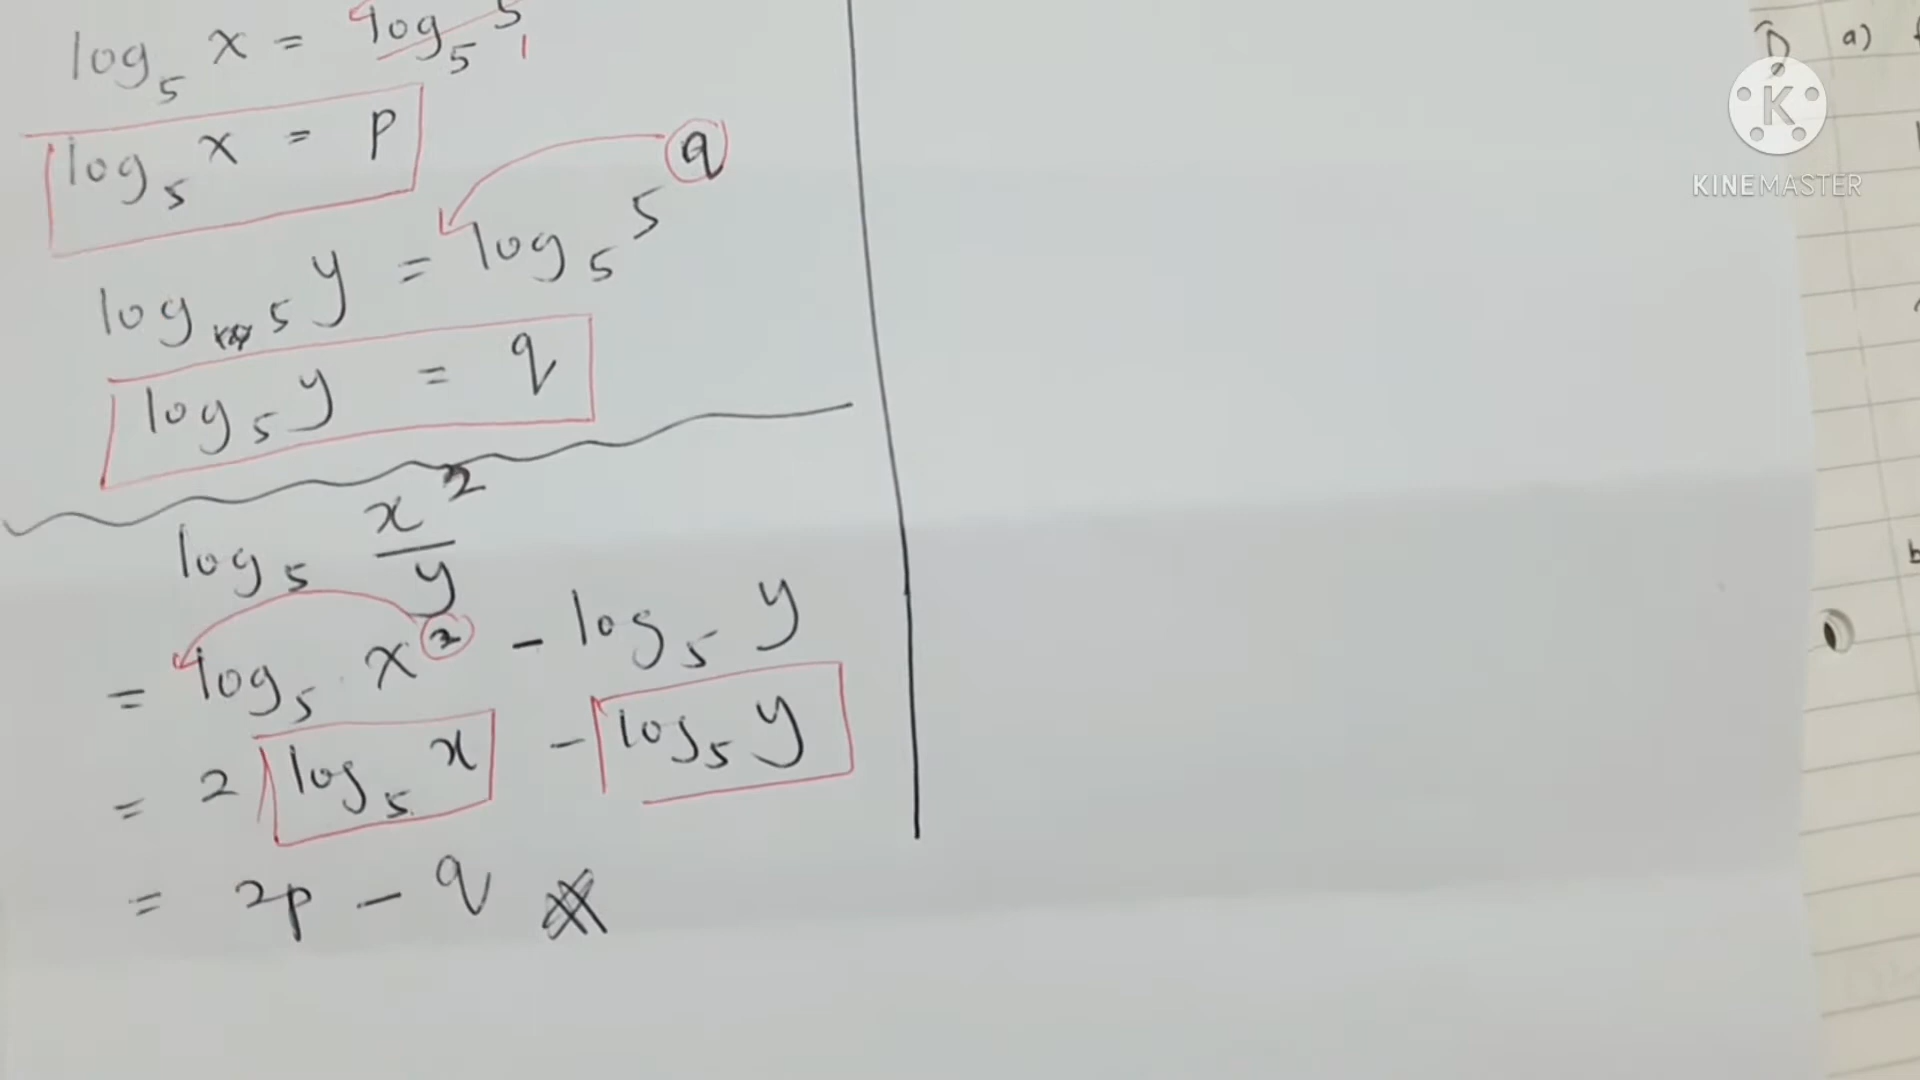 log₅ x = log₅ 5
log₅ x = p
log₅ y = log₅ 5^q
log₅ y = q
log₅ x²/y
= log₅ x² - log₅ y
= 2 log₅ x - log₅ y
= 2p - q
a)
b
K
KINEMASTER